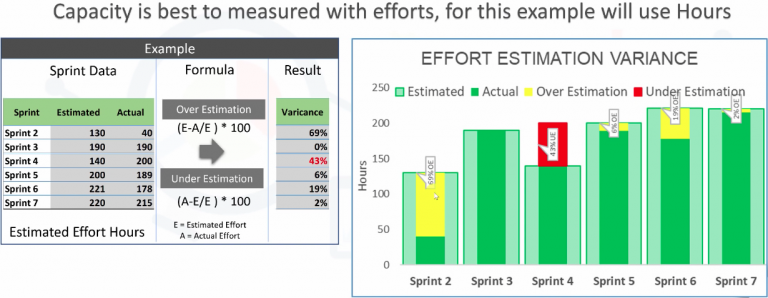 Capacity is best to measured with efforts, for this example will use Hours
Example
Sprint Data Formula Result
Sprint Estimated Actual Varicance
Sprint 2 130 40 69%
Sprint 3 190 190 0%
Sprint 4 140 200 43%
Sprint 5 200 189 6%
Sprint 6 221 178 19%
Sprint 7 220 215 2%
Over Estimation
(E-A/E ) * 100
Under Estimation
(A-E/E ) * 100
E = Estimated Effort
A = Actual Effort
Estimated Effort Hours
EFFORT ESTIMATION VARIANCE
Estimated Actual Over Estimation Under Estimation
Hours
250
200
150
100
50
0
69% OE
43% UE
6% OE
19% OE
2% OE
Sprint 2 Sprint 3 Sprint 4 Sprint 5 Sprint 6 Sprint 7